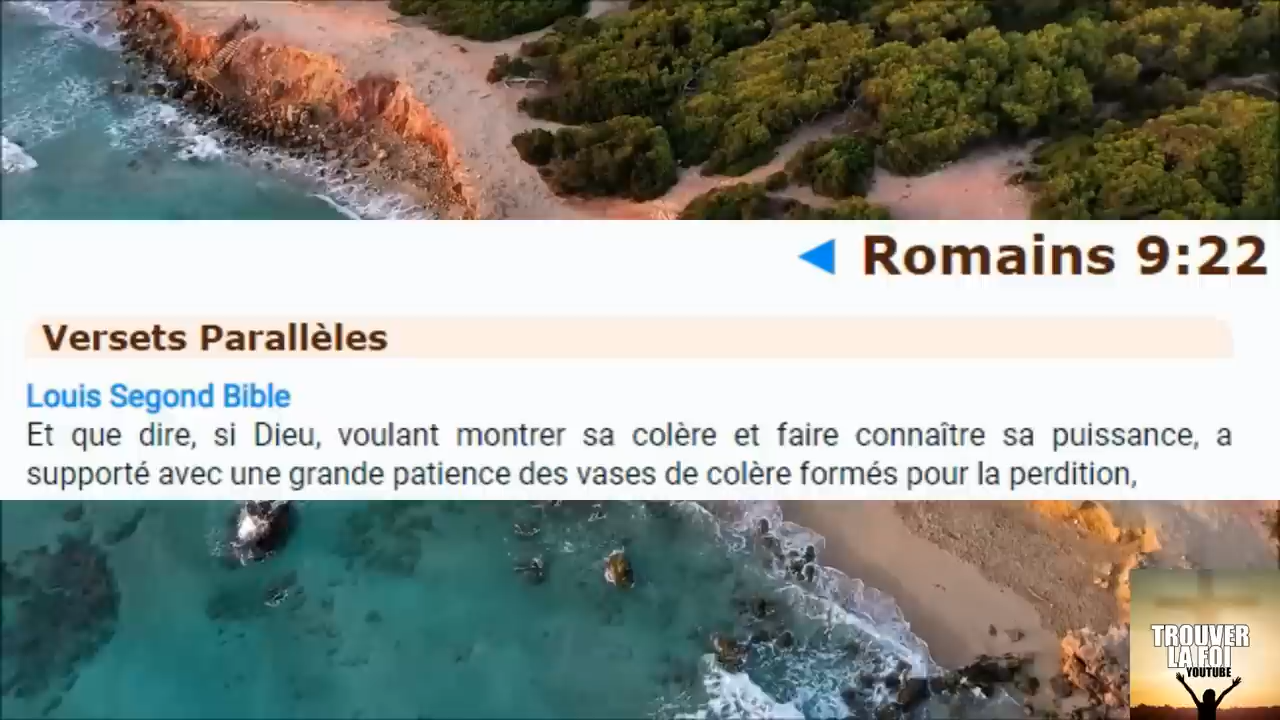 ◀ Romains 9:22
Versets Parallèles
Louis Segond Bible
Et que dire, si Dieu, voulant montrer sa colère et faire connaître sa puissance, a
supporté avec une grande patience des vases de colère formés pour la perdition,
TROUVER
LA FOI
YOUTUBE